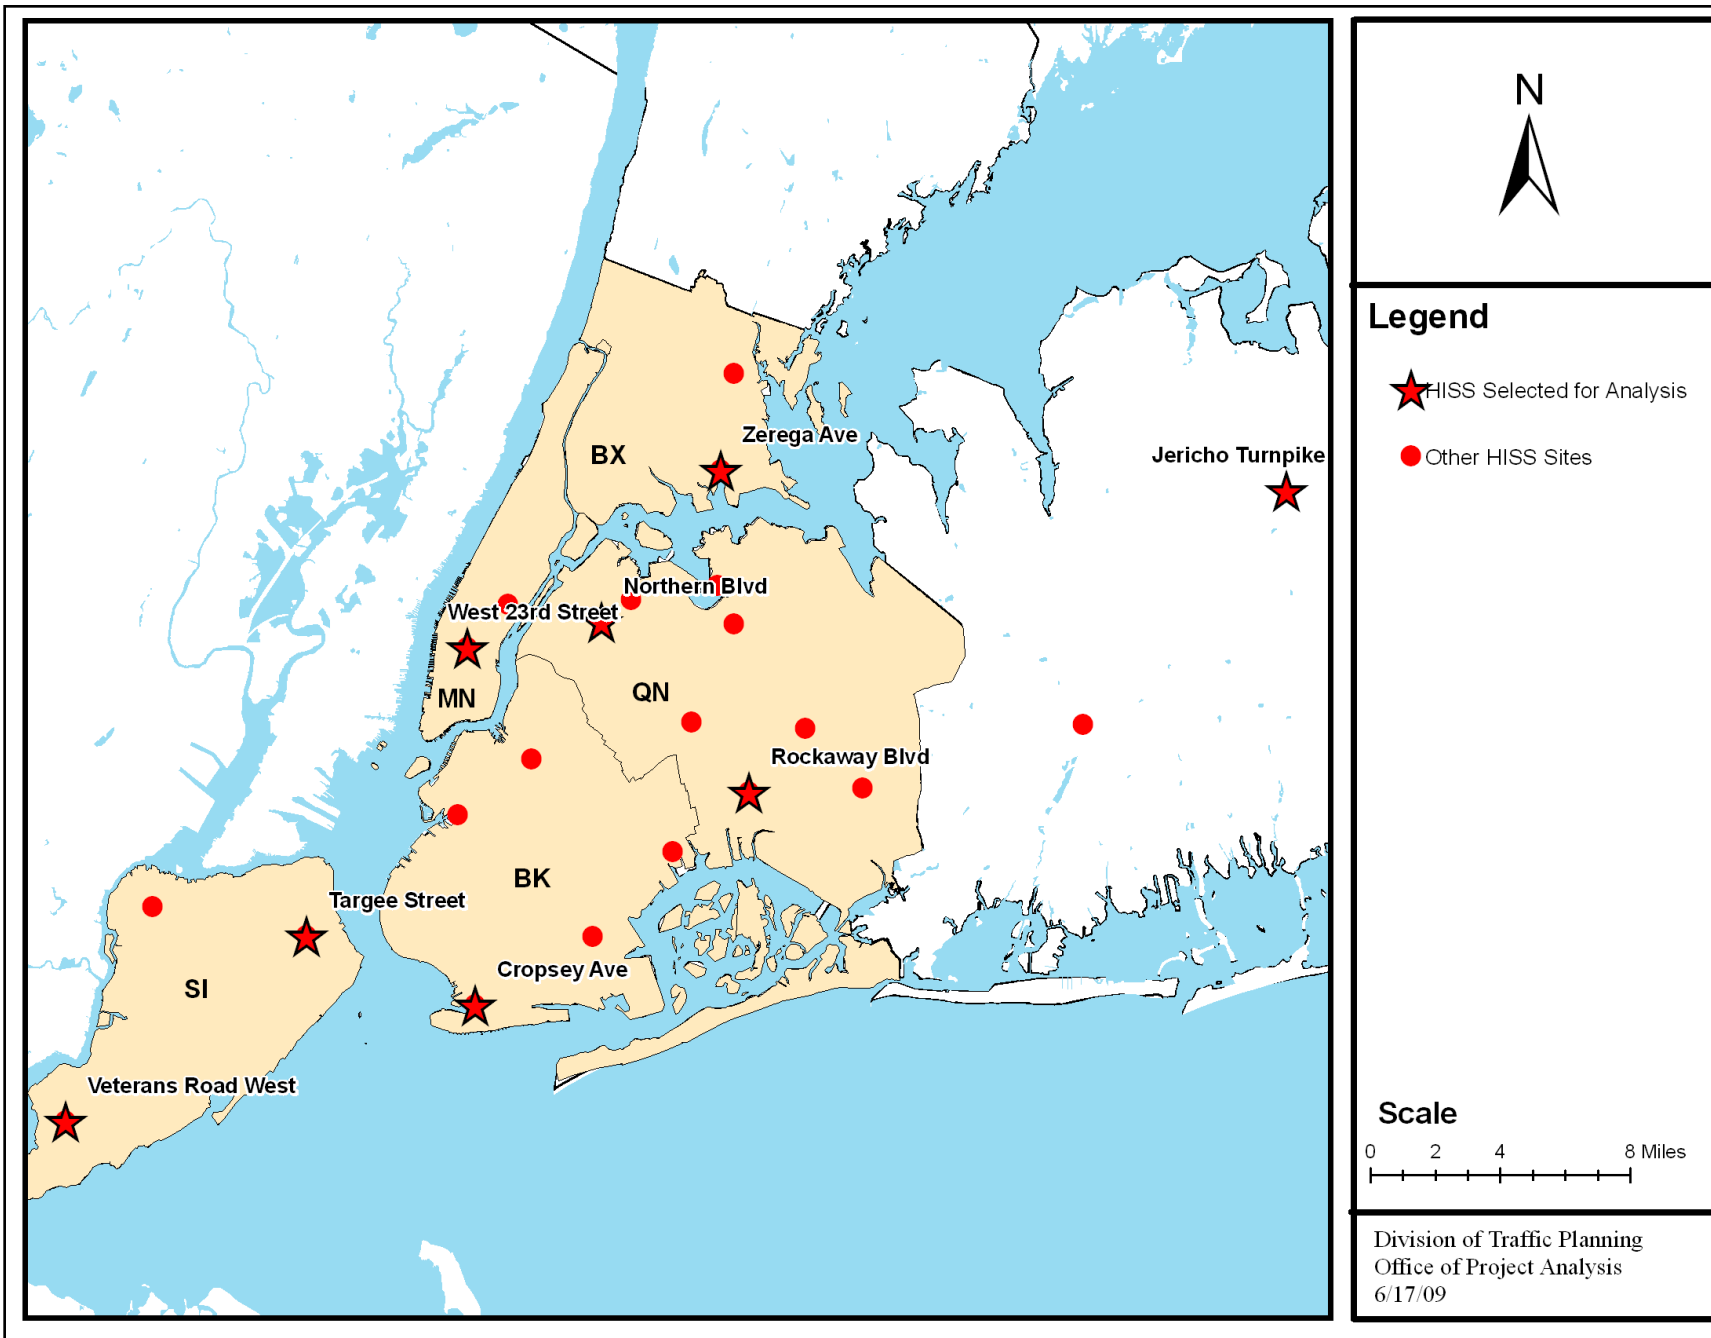 N
Legend
HISS Selected for Analysis
Other HISS Sites
Zerega Ave
BX
Jericho Turnpike
Northern Blvd
West 23rd Street
QN
MN
Rockaway Blvd
BK
Targee Street
Cropsey Ave
SI
Veterans Road West
Scale
0 2 4 8 Miles
Division of Traffic Planning
Office of Project Analysis
6/17/09